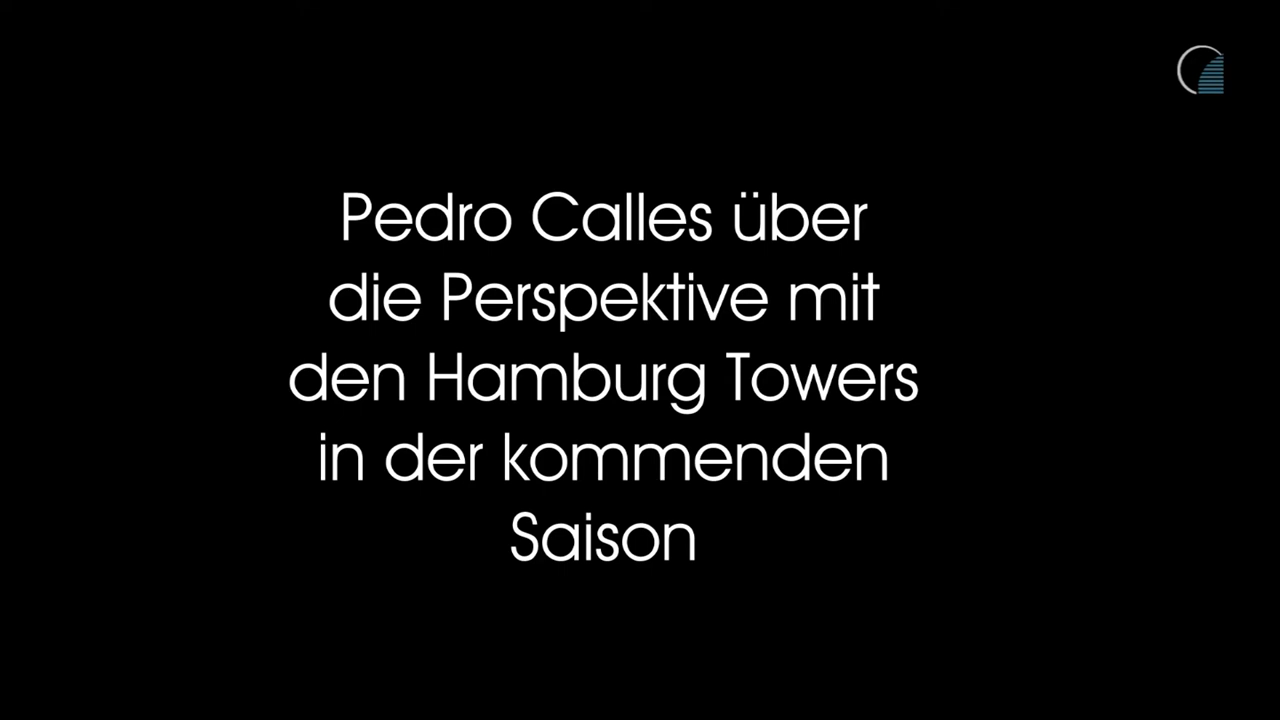 Pedro Calles über
die Perspektive mit
den Hamburg Towers
in der kommenden
Saison